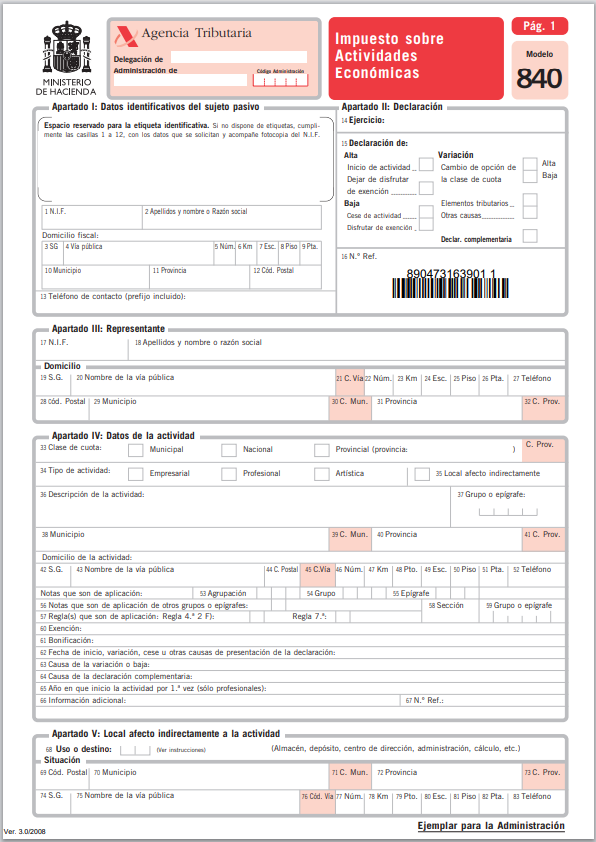 MINISTERIO
DE HACIENDA
Agencia Tributaria
Delegación de
Administración de
Código Administración
Impuesto sobre
Actividades
Económicas
Pág. 1
Modelo
840
Apartado I: Datos identificativos del sujeto pasivo
Espacio reservado para la etiqueta identificativa. Si no dispone de etiquetas, cumpli-
mente las casillas 1 a 12, con los datos que se solicitan y acompañe fotocopia del N.I.F.
1 N.I.F. 2 Apellidos y nombre o Razón social
Domicilio fiscal:
3 SG 4 Vía pública 5 Núm. 6 Km 7 Esc. 8 Piso 9 Pta.
10 Municipio 11 Provincia 12 Cód. Postal
13 Teléfono de contacto (prefijo incluido):
Apartado II: Declaración
14 Ejercicio:
15 Declaración de:
Alta
Inicio de actividad
Dejar de disfrutar
de exención
Baja
Cese de actividad
Disfrutar de exención
Variación
Cambio de opción de
la clase de cuota
Alta
Baja
Elementos tributarios
Otras causas
Declar. complementaria
16 N.º Ref.
890473163901 1
Apartado III: Representante
17 N.I.F. 18 Apellidos y nombre o razón social
Domicilio
19 S.G. 20 Nombre de la vía pública 21 C. Vía 22 Núm. 23 Km 24 Esc. 25 Piso 26 Pta. 27 Teléfono
28 cód. Postal 29 Municipio 30 C. Mun. 31 Provincia 32 C. Prov.
Apartado IV: Datos de la actividad
33 Clase de cuota: Municipal Nacional Provincial (provincia: ) C. Prov.
34 Tipo de actividad: Empresarial Profesional Artística 35 Local afecto indirectamente
36 Descripción de la actividad: 37 Grupo o epígrafe:
38 Municipio 39 C. Mun. 40 Provincia 41 C. Prov.
Domicilio de la actividad:
42 S.G. 43 Nombre de la vía pública 44 C. Postal 45 C.Vía 46 Núm. 47 Km 48 Pto. 49 Esc. 50 Piso 51 Pta. 52 Teléfono
Notas que son de aplicación: 53 Agrupación 54 Grupo 55 Epígrafe
56 Notas que son de aplicación de otros grupos o epígrafes: 58 Sección 59 Grupo o epígrafe
57 Regla(s) que son de aplicación: Regla 4.ª 2 F): Regla 7.ª:
60 Exención:
61 Bonificación:
62 Fecha de inicio, variación, cese u otras causas de presentación de la declaración:
63 Causa de la variación o baja:
64 Causa de la declaración complementaria:
65 Año en que inicio la actividad por 1.ª vez (sólo profesionales):
66 Información adicional: 67 N.º Ref.:
Apartado V: Local afecto indirectamente a la actividad
68 Uso o destino: (Ver instrucciones) (Almacén, depósito, centro de dirección, administración, cálculo, etc.)
Situación
69 Cód. Postal 70 Municipio 71 C. Mun. 72 Provincia 73 C. Prov.
74 S.G. 75 Nombre de la vía pública 76 Cód. Vía 77 Núm. 78 Km 79 Pto. 80 Esc. 81 Piso 82 Pta. 83 Teléfono
Ejemplar para la Administración
Ver. 3.0/2008